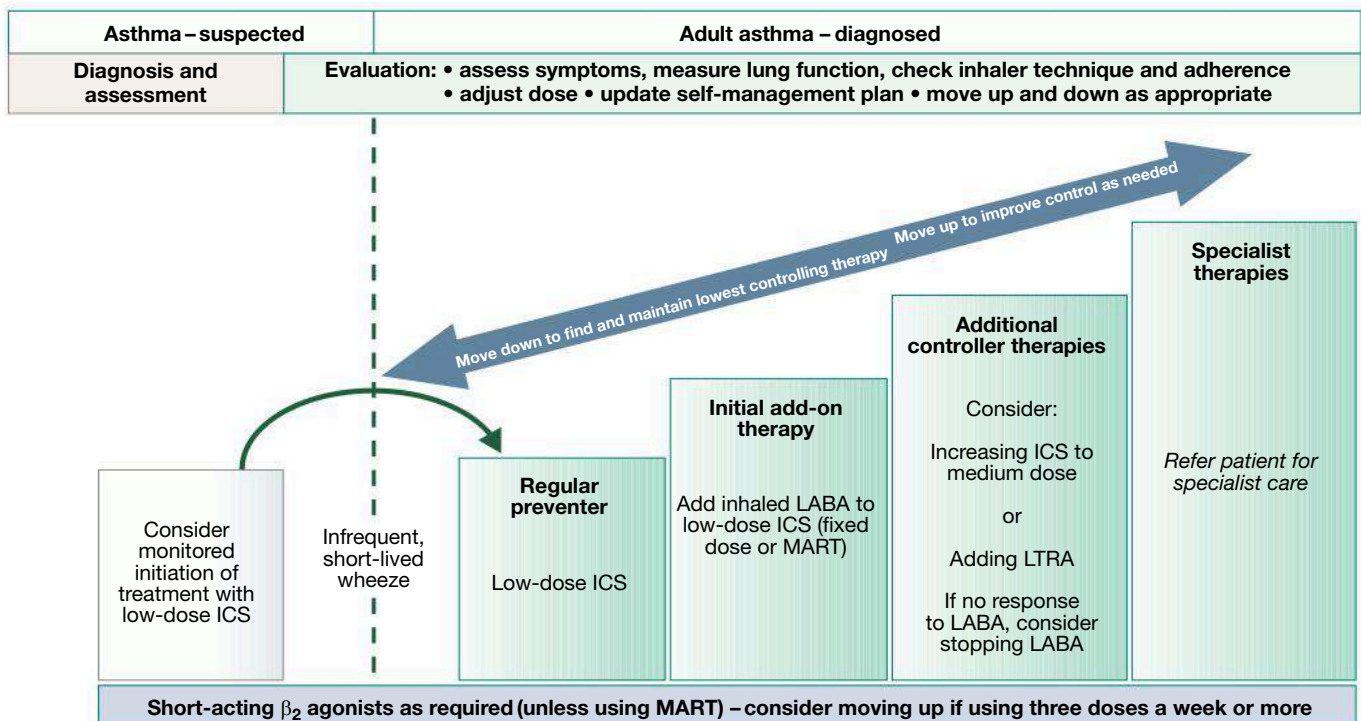 Asthma – suspected
Adult asthma – diagnosed
Diagnosis and
assessment
Evaluation: • assess symptoms, measure lung function, check inhaler technique and adherence
• adjust dose • update self-management plan • move up and down as appropriate
Move down to find and maintain lowest controlling therapy
Move up to improve control as needed
Consider
monitored
initiation of
treatment with
low-dose ICS
Infrequent,
short-lived
wheeze
Regular
preventer
Low-dose ICS
Initial add-on
therapy
Add inhaled LABA to
low-dose ICS (fixed
dose or MART)
Additional
controller therapies
Consider:
Increasing ICS to
medium dose
or
Adding LTRA
If no response
to LABA, consider
stopping LABA
Specialist
therapies
Refer patient for
specialist care
Short-acting β2 agonists as required (unless using MART) – consider moving up if using three doses a week or more